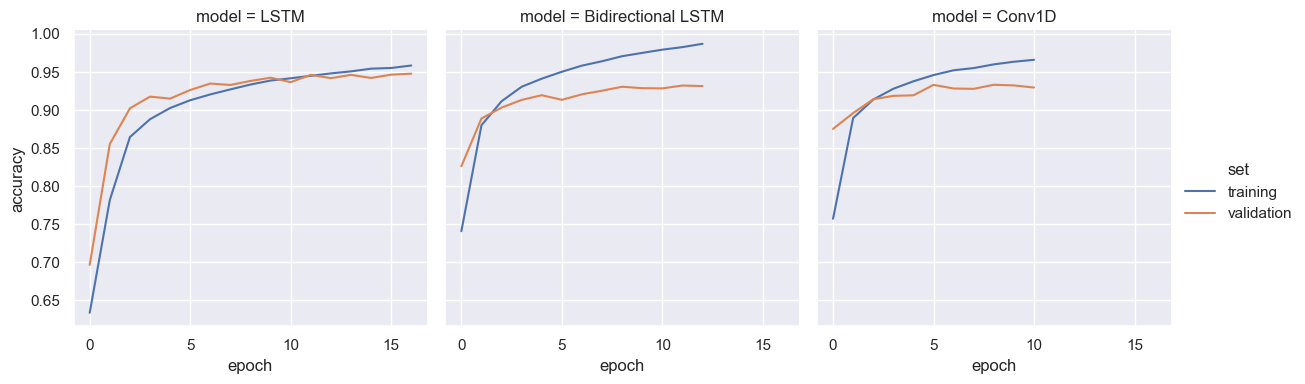 model = LSTM
model = Bidirectional LSTM
model = Conv1D
1.00
0.95
0.90
0.85
0.80
0.75
0.70
0.65
accuracy
0 5 10 15
0 5 10 15
0 5 10 15
epoch
epoch
epoch
set
training
validation